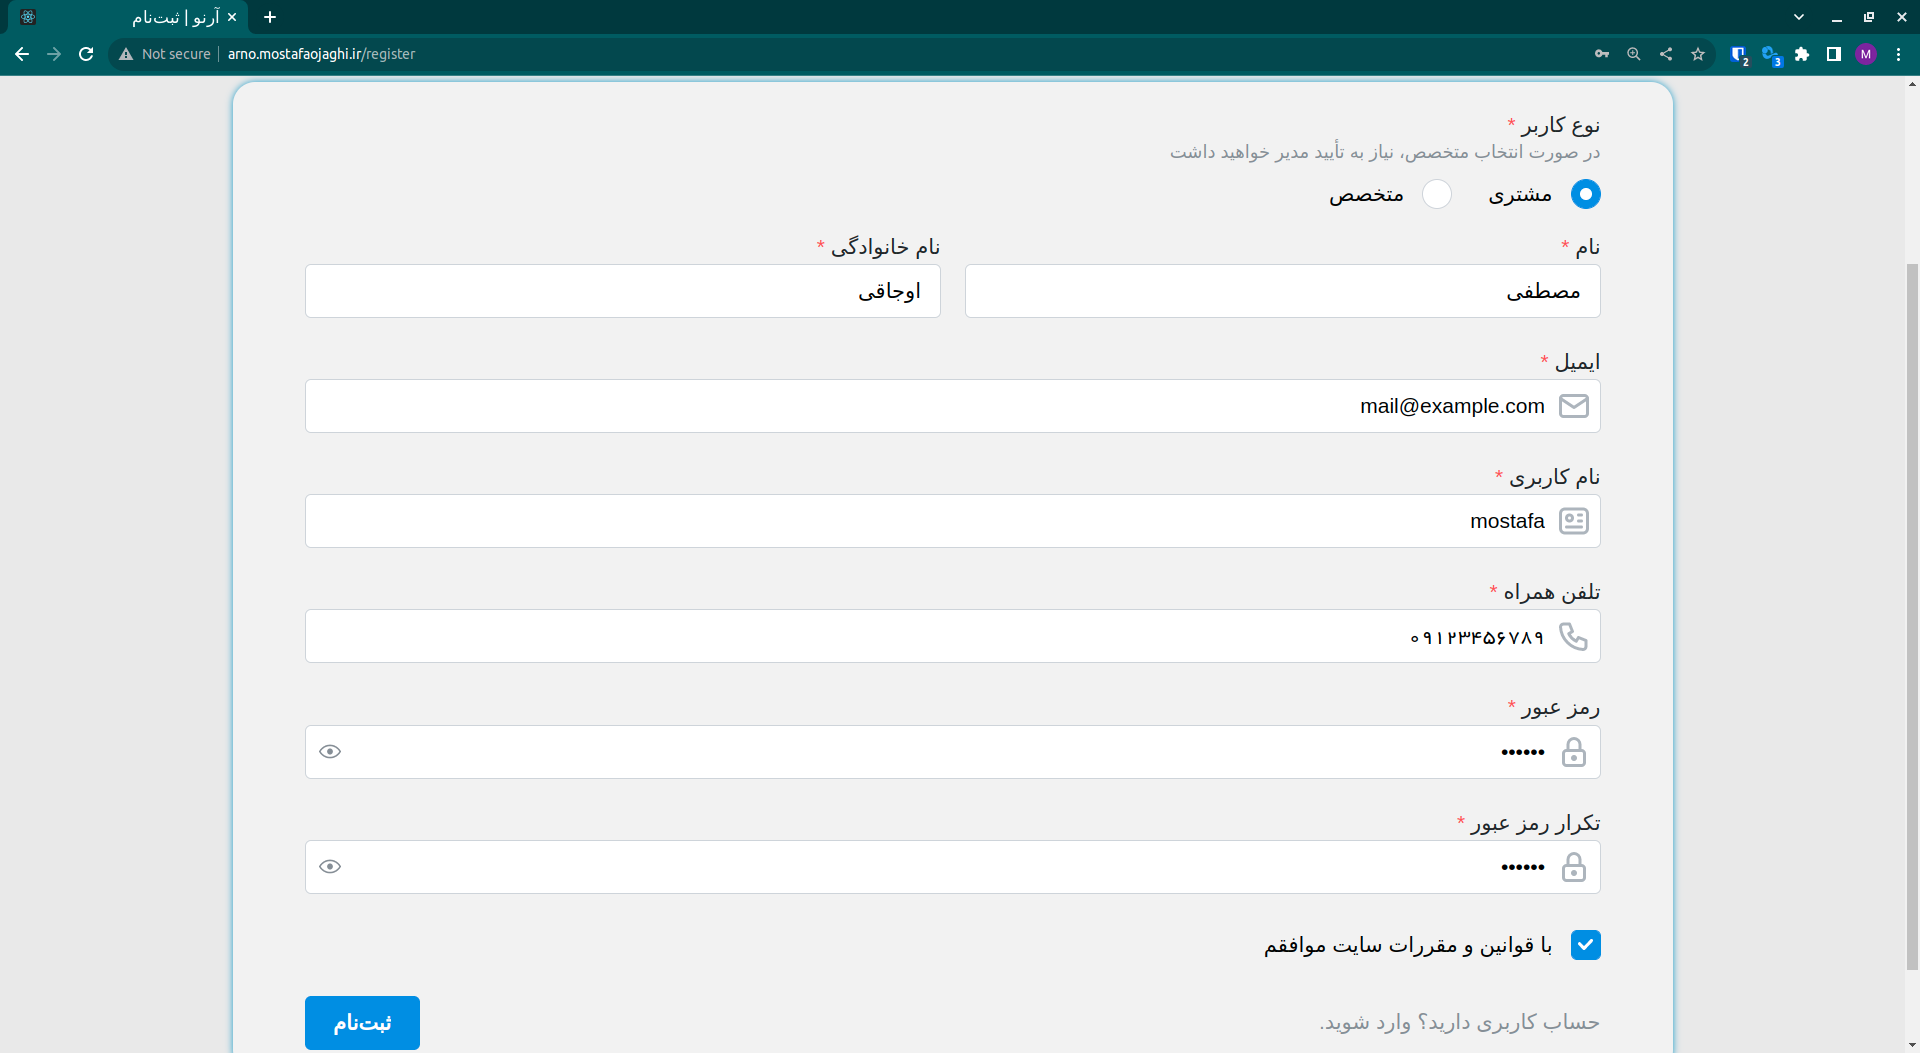 آرنو | ثبت‌نام
Not secure
arno.mostafaojaghi.ir/register
2
3
M
نوع کاربر *
در صورت انتخاب متخصص، نیاز به تأیید مدیر خواهید داشت
مشتری
متخصص
نام *
نام خانوادگی *
مصطفی
اوجاقی
ایمیل *
mail@example.com
نام کاربری *
mostafa
تلفن همراه *
۰۹۱۲۳۴۵۶۷۸۹
رمز عبور *
••••••
تکرار رمز عبور *
••••••
با قوانین و مقررات سایت موافقم
حساب کاربری دارید؟ وارد شوید.
ثبت‌نام